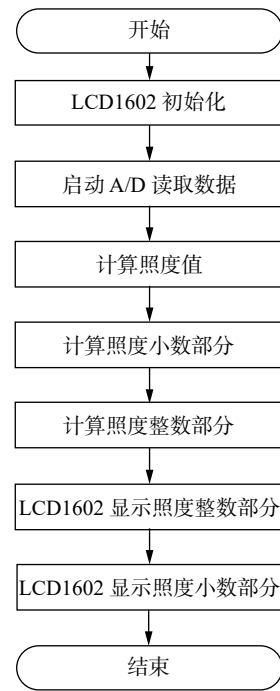 开始
LCD1602 初始化
启动 A/D 读取数据
计算照度值
计算照度小数部分
计算照度整数部分
LCD1602 显示照度整数部分
LCD1602 显示照度小数部分
结束